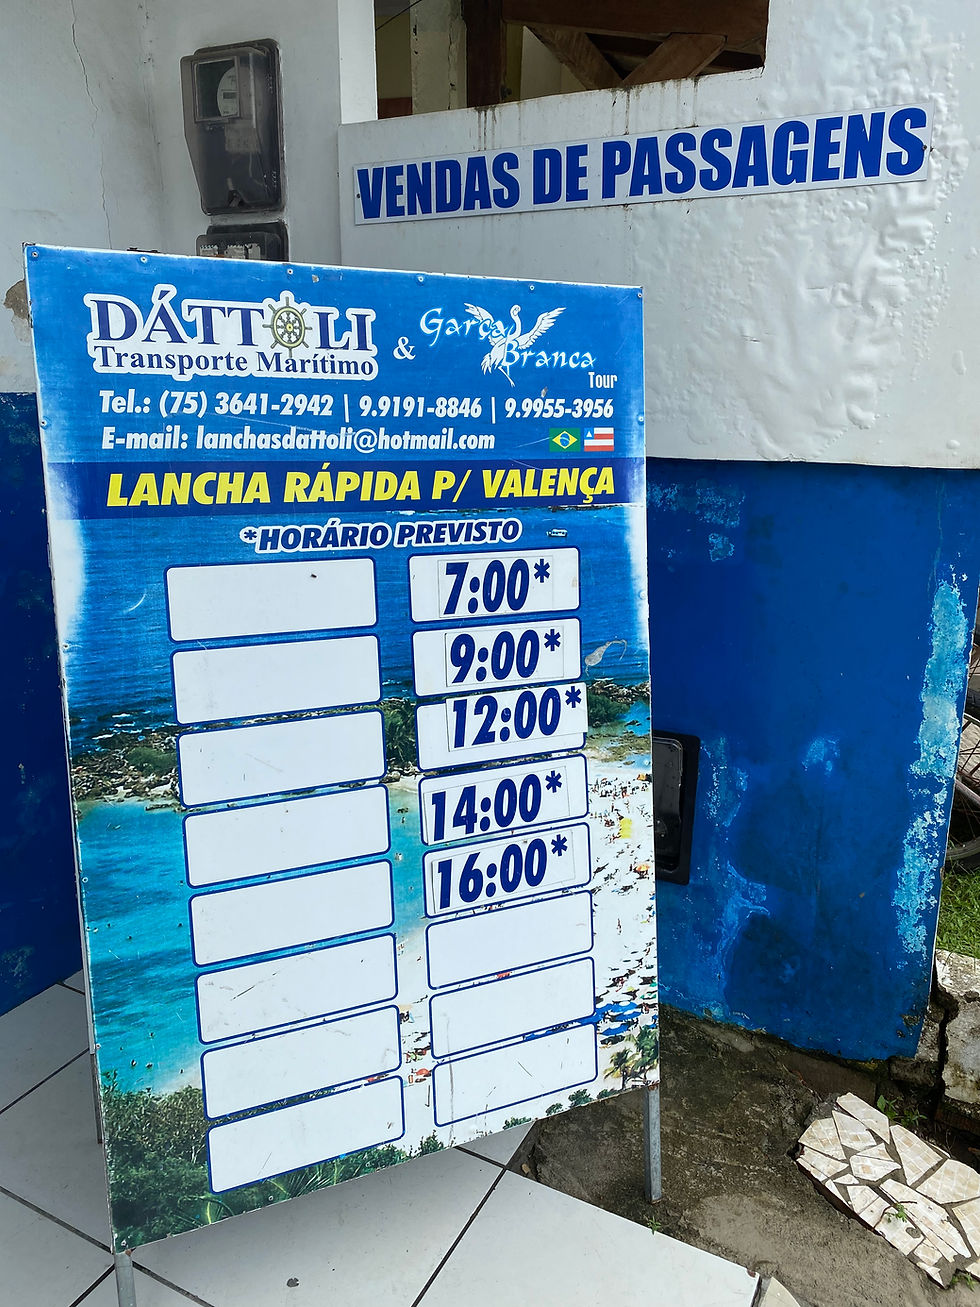 VENDAS DE PASSAGENS
DÁTTOLI
Transporte Marítimo
&
Garça
Branca
Tour
Tel.: (75) 3641-2942 | 9.9191-8846 | 9.9955-3956
E-mail: lanchasdattoli@hotmail.com
LANCHA RÁPIDA P/ VALENÇA
*HORÁRIO PREVISTO
7:00*
9:00*
12:00*
14:00*
16:00*